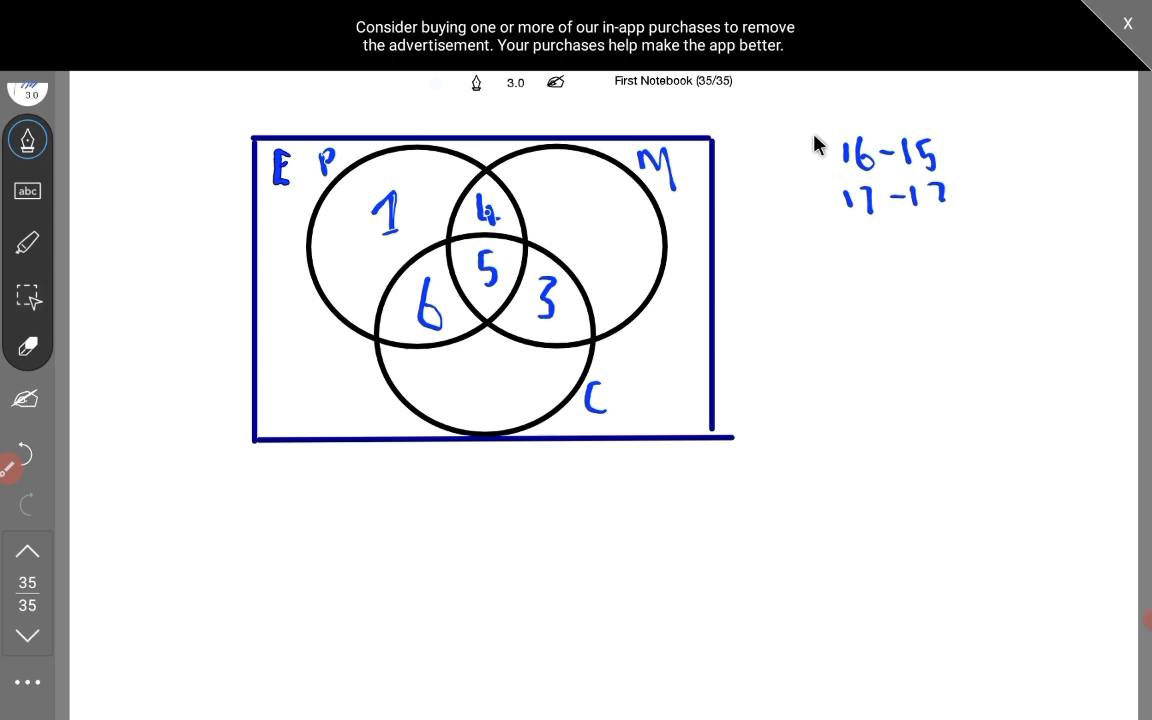 Consider buying one or more of our in-app purchases to remove
the advertisement. Your purchases help make the app better.
X
3.0
3.0
First Notebook (35/35)
abc
E P M
1 4
5
6 3
C
16-15
17-17
35
35